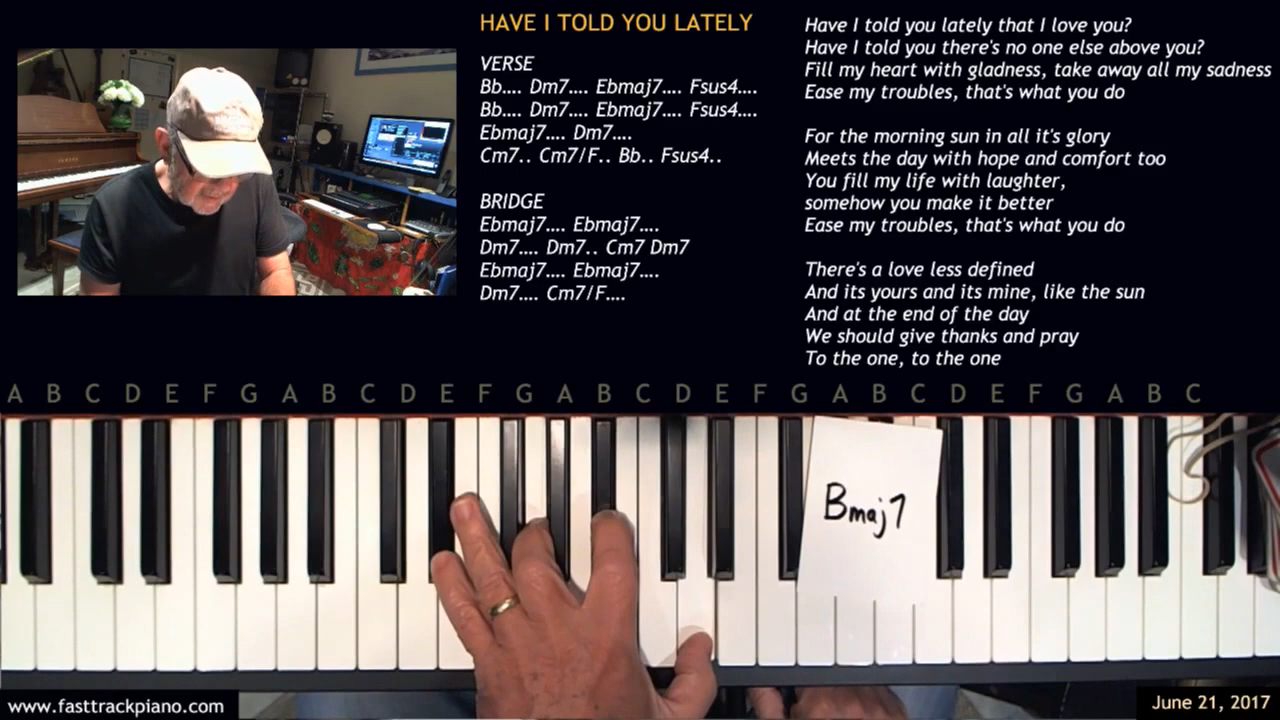 HAVE I TOLD YOU LATELY
VERSE
Bb.... Dm7.... Ebmaj7.... Fsus4....
Bb.... Dm7.... Ebmaj7.... Fsus4....
Ebmaj7.... Dm7....
Cm7.. Cm7/F.. Bb.. Fsus4..
BRIDGE
Ebmaj7.... Ebmaj7....
Dm7.... Dm7.. Cm7 Dm7
Ebmaj7.... Ebmaj7....
Dm7.... Cm7/F....
Have I told you lately that I love you?
Have I told you there's no one else above you?
Fill my heart with gladness, take away all my sadness
Ease my troubles, that's what you do
For the morning sun in all it's glory
Meets the day with hope and comfort too
You fill my life with laughter,
somehow you make it better
Ease my troubles, that's what you do
There's a love less defined
And its yours and its mine, like the sun
And at the end of the day
We should give thanks and pray
To the one, to the one
A B C D E F G A B C D E F G A B C D E F G A B C D E F G A B C
Bmaj7
www.fasttrackpiano.com
June 21, 2017